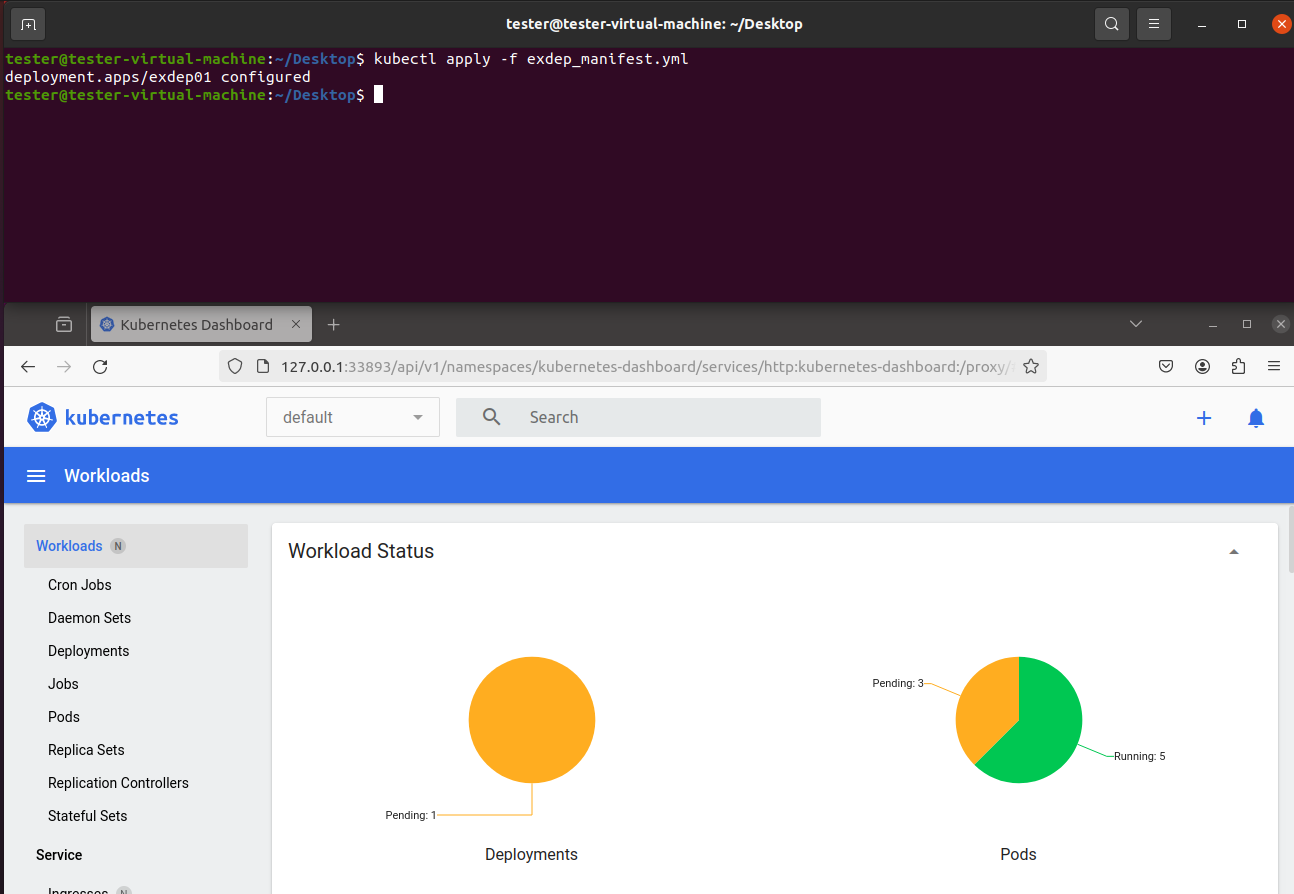 tester@tester-virtual-machine: ~/Desktop
tester@tester-virtual-machine:~/Desktop$ kubectl apply -f exdep_manifest.yml
deployment.apps/exdep01 configured
tester@tester-virtual-machine:~/Desktop$
Kubernetes Dashboard
127.0.0.1:33893/api/v1/namespaces/kubernetes-dashboard/services/http:kubernetes-dashboard:/proxy/
kubernetes
default
Search
Workloads
Workloads N
Cron Jobs
Daemon Sets
Deployments
Jobs
Pods
Replica Sets
Replication Controllers
Stateful Sets
Service
Ingresses N
Workload Status
Pending: 1
Deployments
Pending: 3
Running: 5
Pods